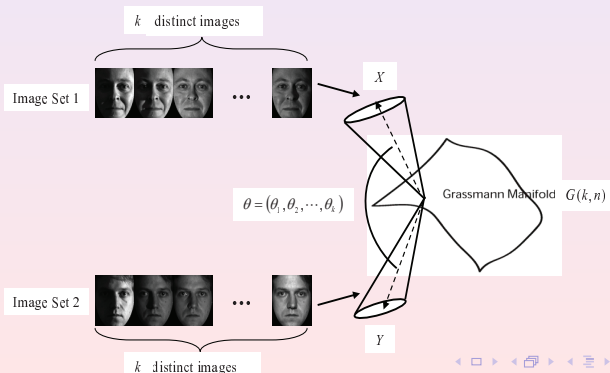 k distinct images
X
Image Set 1
...
Grassmann Manifold G(k,n)
θ = (θ₁, θ₂, ⋯, θₖ)
Image Set 2
...
Y
k distinct images